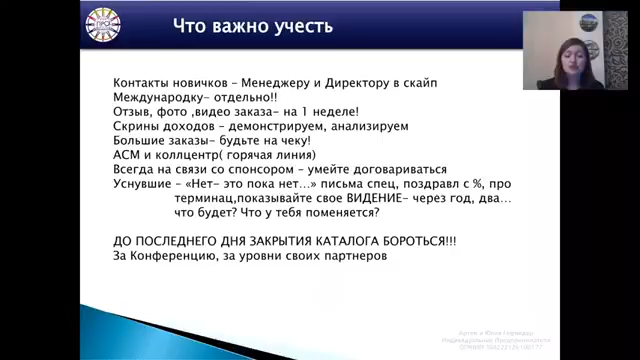 Что важно учесть
Контакты новичков – Менеджеру и Директору в скайп
Международку– отдельно!!
Отзыв, фото ,видео заказа– на 1 неделе!
Скрины доходов – демонстрируем, анализируем
Большие заказы– будьте на чеку!
АСМ и коллцентр( горячая линия)
Всегда на связи со спонсором – умейте договариваться
Уснувшие – «Нет– это пока нет…» письма спец, поздравл с %, про
терминац,показывайте свое ВИДЕНИЕ– через год, два…
что будет? Что у тебя поменяется?
ДО ПОСЛЕДНЕГО ДНЯ ЗАКРЫТИЯ КАТАЛОГА БОРОТЬСЯ!!!
За Конференцию, за уровни своих партнеров